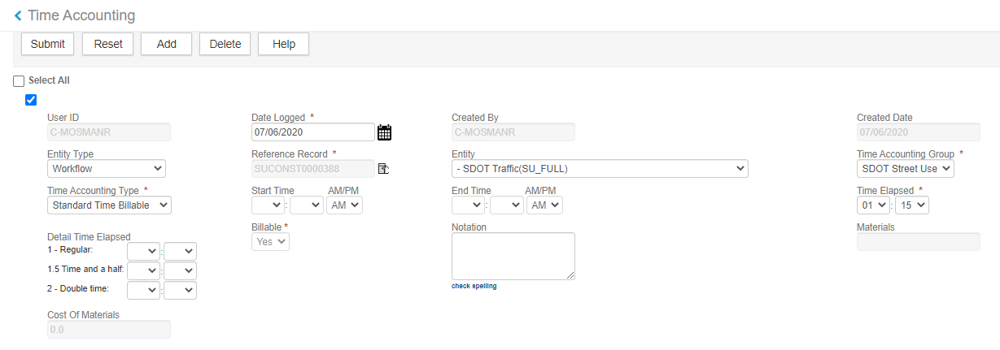 Time Accounting
Submit Reset Add Delete Help
Select All
User ID Date Logged * Created By Created Date
C-MOSMANR 07/06/2020 C-MOSMANR 07/06/2020
Entity Type Reference Record * Entity Time Accounting Group *
Workflow SUCONST0000388 - SDOT Traffic(SU_FULL) SDOT Street Use
Time Accounting Type * Start Time AM/PM End Time AM/PM Time Elapsed *
Standard Time Billable : AM : AM 01 : 15
Detail Time Elapsed Billable * Notation Materials
1 - Regular: : Yes
1.5 Time and a half: :
2 - Double time: : check spelling
Cost Of Materials
0.0